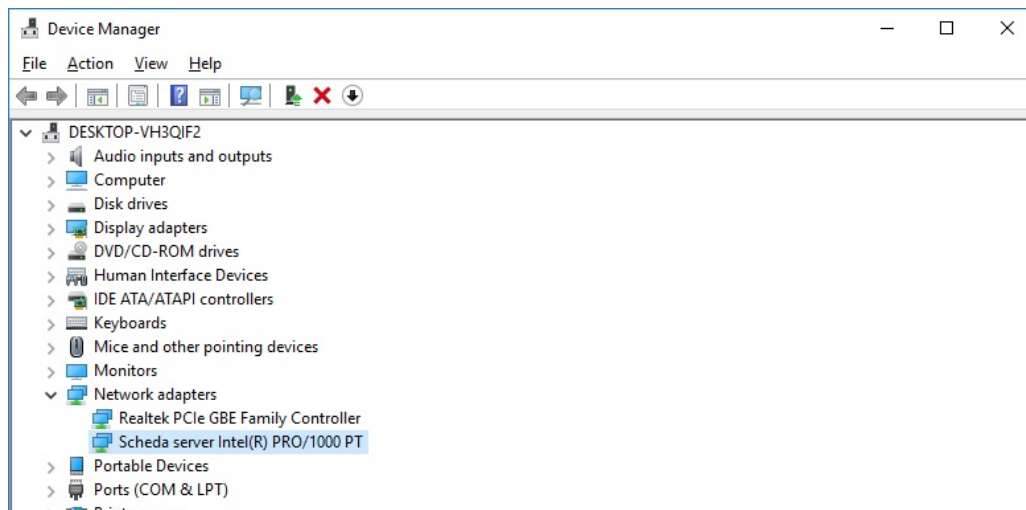 Device Manager
File Action View Help
DESKTOP-VH3QIF2
Audio inputs and outputs
Computer
Disk drives
Display adapters
DVD/CD-ROM drives
Human Interface Devices
IDE ATA/ATAPI controllers
Keyboards
Mice and other pointing devices
Monitors
Network adapters
Realtek PCIe GBE Family Controller
Scheda server Intel(R) PRO/1000 PT
Portable Devices
Ports (COM & LPT)